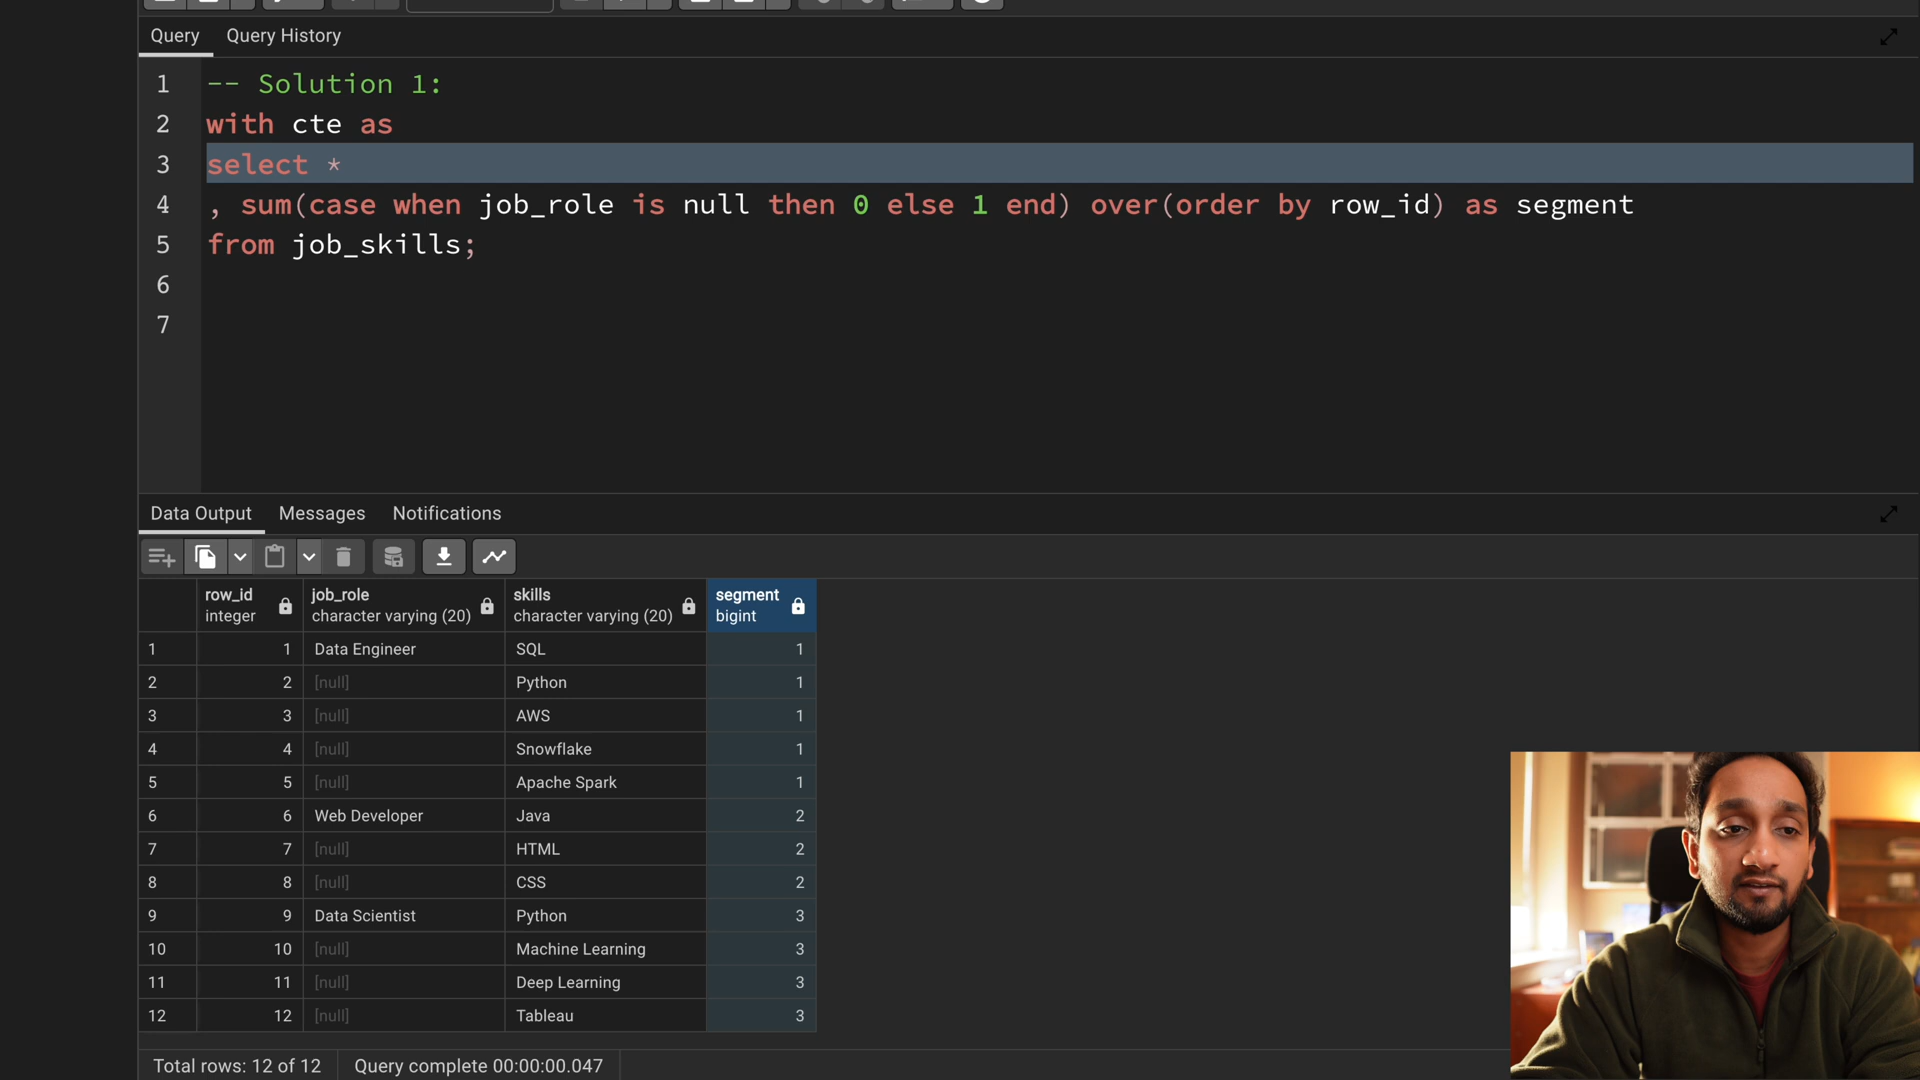 Query Query History
1 -- Solution 1:
2 with cte as
3 select *
4 , sum(case when job_role is null then 0 else 1 end) over(order by row_id) as segment
5 from job_skills;
6
7
Data Output Messages Notifications
row_id job_role skills segment
integer character varying (20) character varying (20) bigint
1 1 Data Engineer SQL 1
2 2 [null] Python 1
3 3 [null] AWS 1
4 4 [null] Snowflake 1
5 5 [null] Apache Spark 1
6 6 Web Developer Java 2
7 7 [null] HTML 2
8 8 [null] CSS 2
9 9 Data Scientist Python 3
10 10 [null] Machine Learning 3
11 11 [null] Deep Learning 3
12 12 [null] Tableau 3
Total rows: 12 of 12 Query complete 00:00:00.047